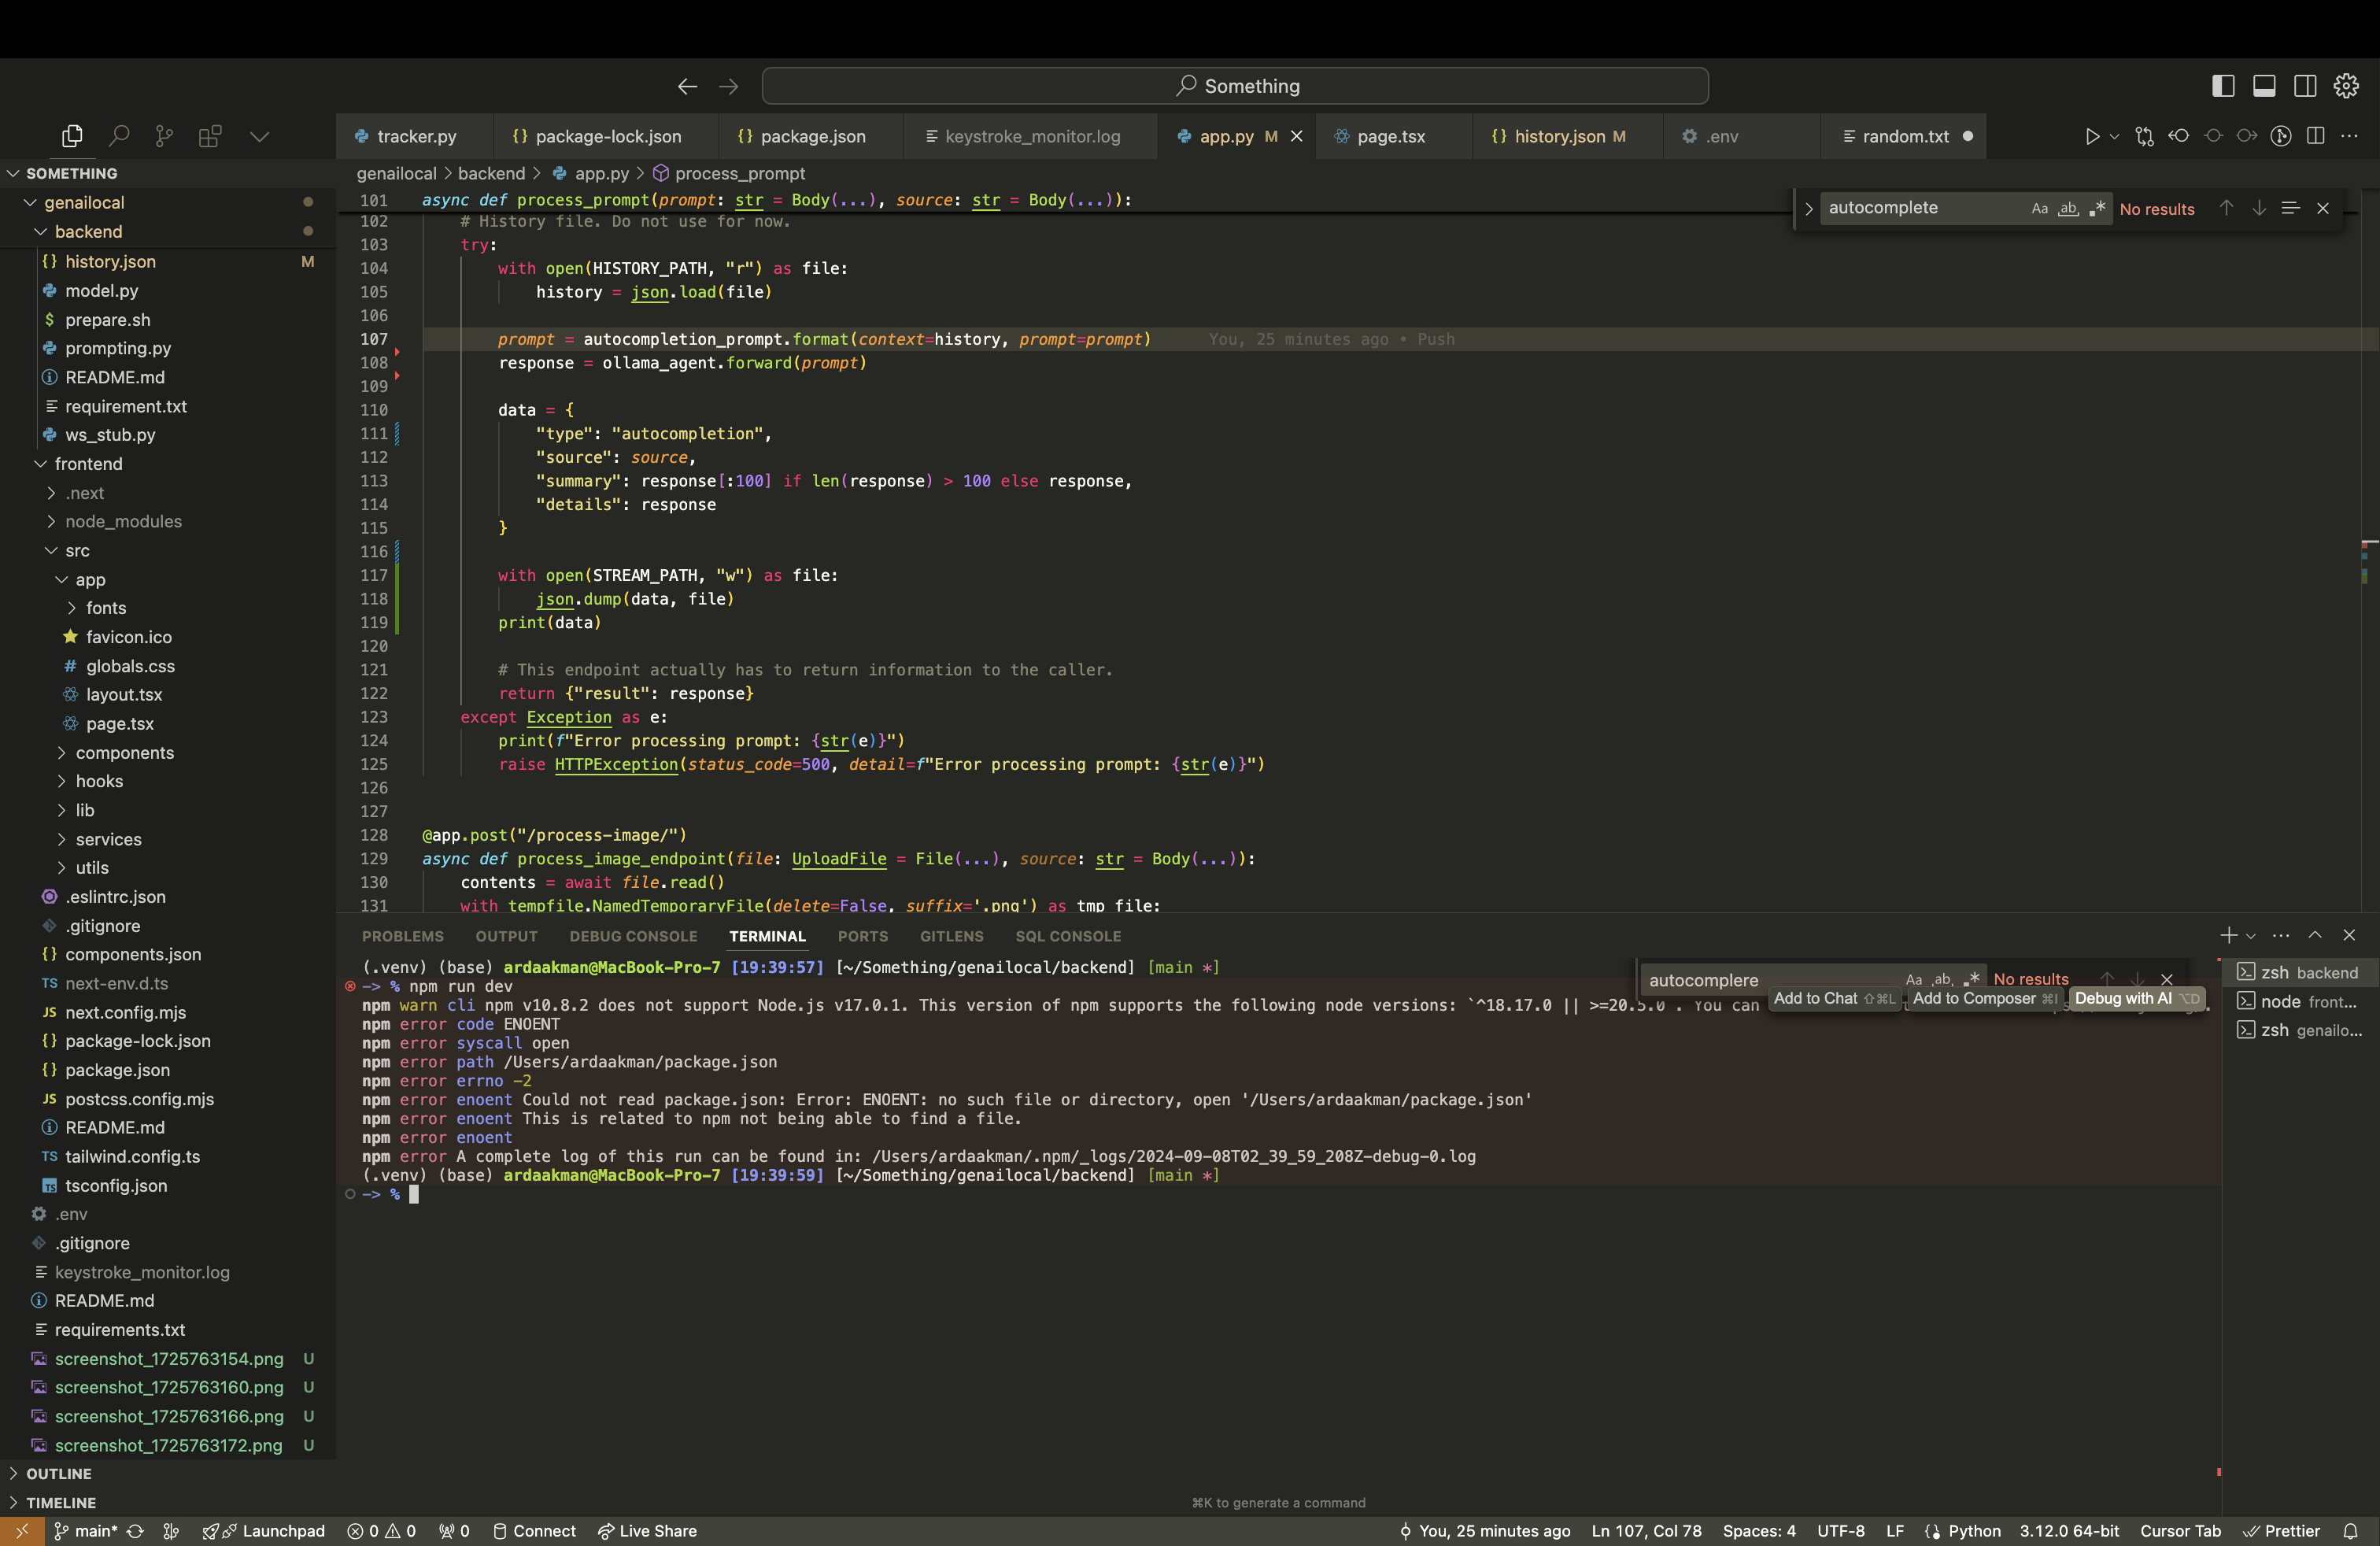 Something
tracker.py
package-lock.json
package.json
keystroke_monitor.log
app.py M
page.tsx
history.json M
.env
random.txt
SOMETHING
genailocal
backend
history.json M
model.py
prepare.sh
prompting.py
README.md
requirement.txt
ws_stub.py
frontend
.next
node_modules
src
app
fonts
favicon.ico
globals.css
layout.tsx
page.tsx
components
hooks
lib
services
utils
.eslintrc.json
.gitignore
components.json
TS next-env.d.ts
JS next.config.mjs
package-lock.json
package.json
JS postcss.config.mjs
README.md
TS tailwind.config.ts
tsconfig.json
.env
.gitignore
keystroke_monitor.log
README.md
requirements.txt
screenshot_1725763154.png U
screenshot_1725763160.png U
screenshot_1725763166.png U
screenshot_1725763172.png U
OUTLINE
TIMELINE
genailocal > backend > app.py > process_prompt
autocomplete Aa ab No results
101 async def process_prompt(prompt: str = Body(...), source: str = Body(...)):
102 # History file. Do not use for now.
103 try:
104 with open(HISTORY_PATH, "r") as file:
105 history = json.load(file)
106
107 prompt = autocompletion_prompt.format(context=history, prompt=prompt) You, 25 minutes ago • Push
108 response = ollama_agent.forward(prompt)
109
110 data = {
111 "type": "autocompletion",
112 "source": source,
113 "summary": response[:100] if len(response) > 100 else response,
114 "details": response
115 }
116
117 with open(STREAM_PATH, "w") as file:
118 json.dump(data, file)
119 print(data)
120
121 # This endpoint actually has to return information to the caller.
122 return {"result": response}
123 except Exception as e:
124 print(f"Error processing prompt: {str(e)}")
125 raise HTTPException(status_code=500, detail=f"Error processing prompt: {str(e)}")
126
127
128 @app.post("/process-image/")
129 async def process_image_endpoint(file: UploadFile = File(...), source: str = Body(...)):
130 contents = await file.read()
131 with tempfile.NamedTemporaryFile(delete=False, suffix='.png') as tmp_file:
PROBLEMS OUTPUT DEBUG CONSOLE TERMINAL PORTS GITLENS SQL CONSOLE
(.venv) (base) ardaakman@MacBook-Pro-7 [19:39:57] [~/Something/genailocal/backend] [main *]
-> % npm run dev
npm warn cli npm v10.8.2 does not support Node.js v17.0.1. This version of npm supports the following node versions: `^18.17.0 || >=20.5.0`. You can
npm error code ENOENT
npm error syscall open
npm error path /Users/ardaakman/package.json
npm error errno -2
npm error enoent Could not read package.json: Error: ENOENT: no such file or directory, open '/Users/ardaakman/package.json'
npm error enoent This is related to npm not being able to find a file.
npm error enoent
npm error A complete log of this run can be found in: /Users/ardaakman/.npm/_logs/2024-09-08T02_39_59_208Z-debug-0.log
(.venv) (base) ardaakman@MacBook-Pro-7 [19:39:59] [~/Something/genailocal/backend] [main *]
-> %
autocomplere Aa ab No results
Add to Chat ⇧⌘L Add to Composer ⌘I Debug with AI ⌥D
zsh backend
node front...
zsh genailo...
⌘K to generate a command
main* Launchpad 0 0 0 Connect Live Share You, 25 minutes ago Ln 107, Col 78 Spaces: 4 UTF-8 LF Python 3.12.0 64-bit Cursor Tab Prettier